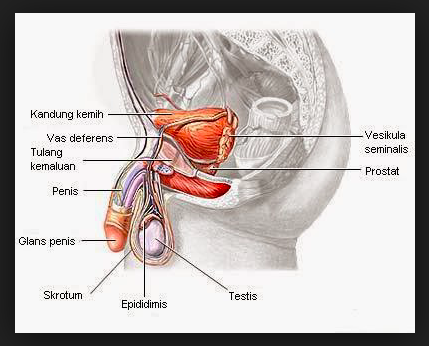 Kandung kemih
Vas deferens
Tulang
kemaluan
Penis
Glans penis
Skrotum
Epididimis
Testis
Vesikula
seminalis
Prostat